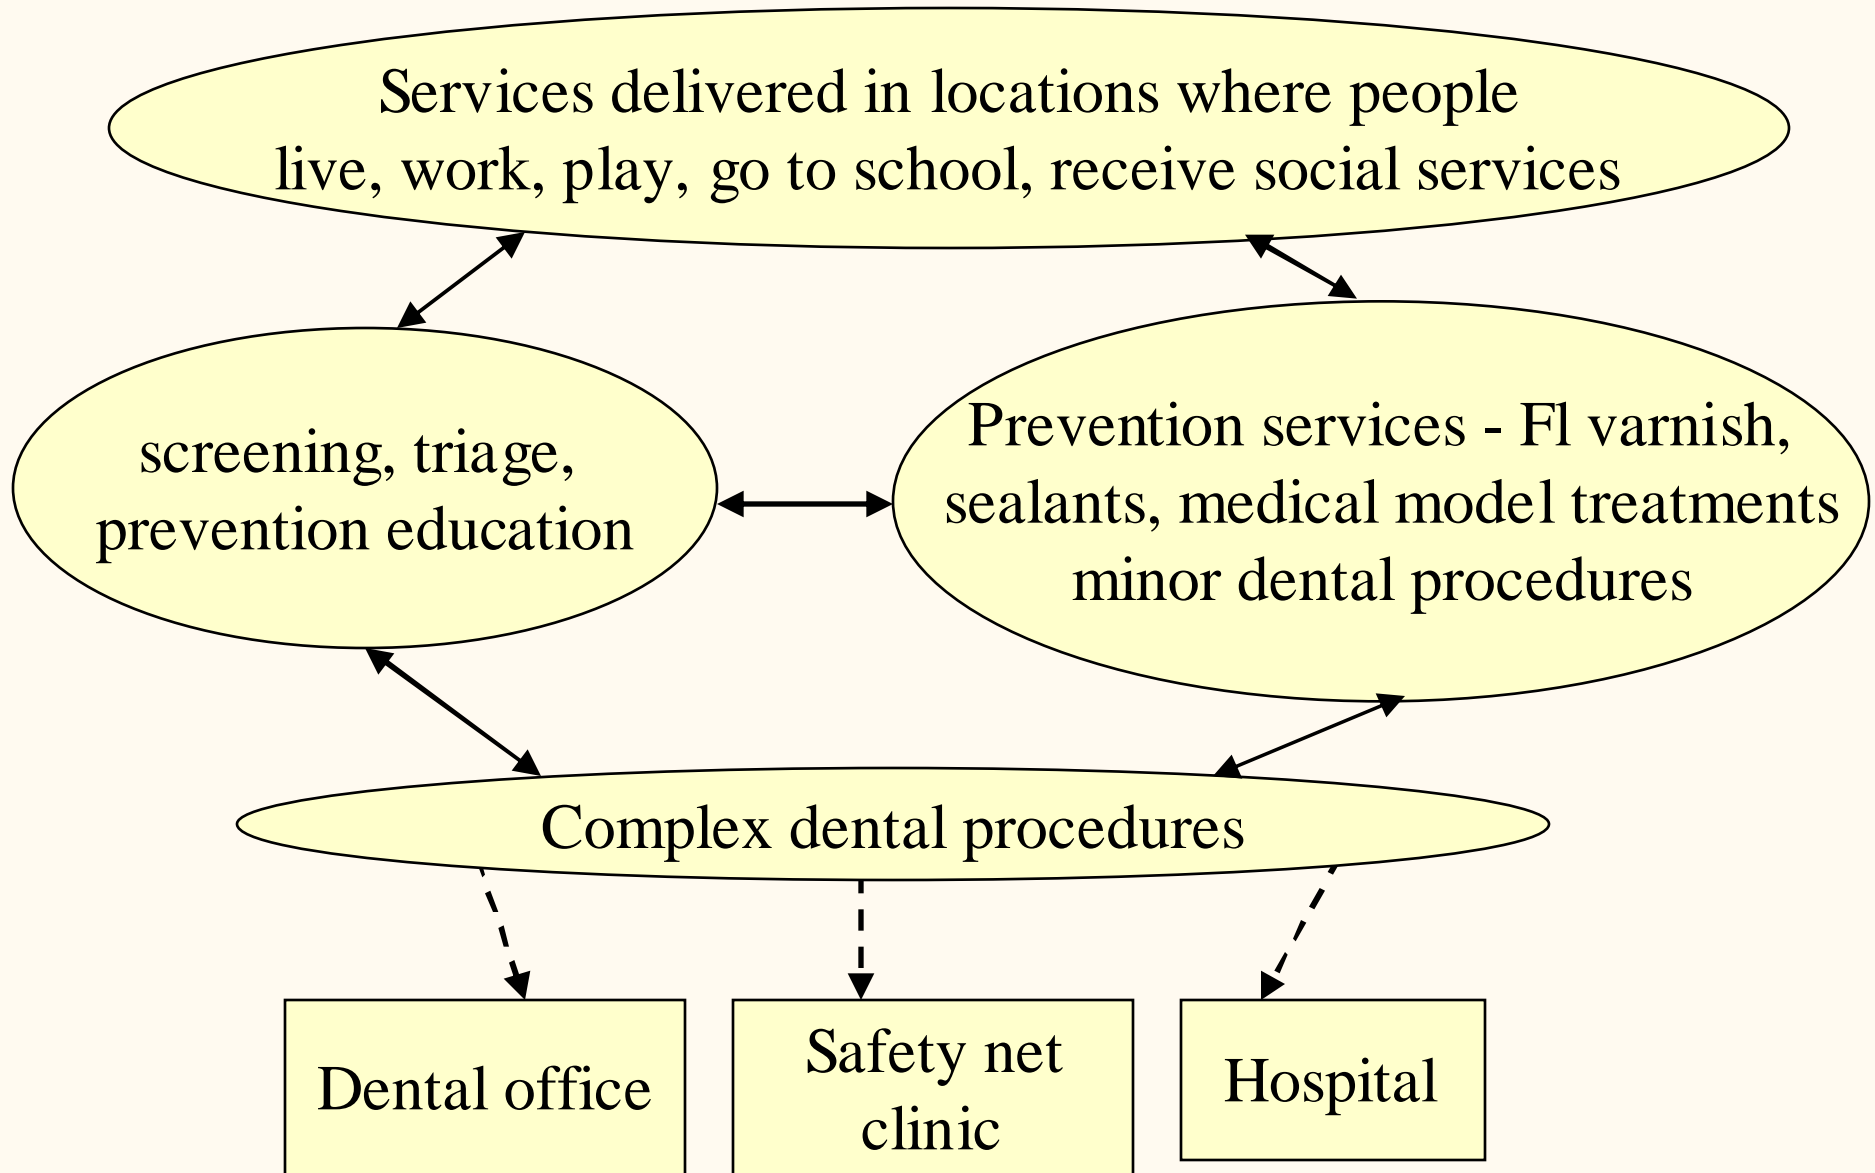 Services delivered in locations where people
live, work, play, go to school, receive social services
screening, triage,
prevention education
Prevention services - Fl varnish,
sealants, medical model treatments
minor dental procedures
Complex dental procedures
Dental office
Safety net
clinic
Hospital